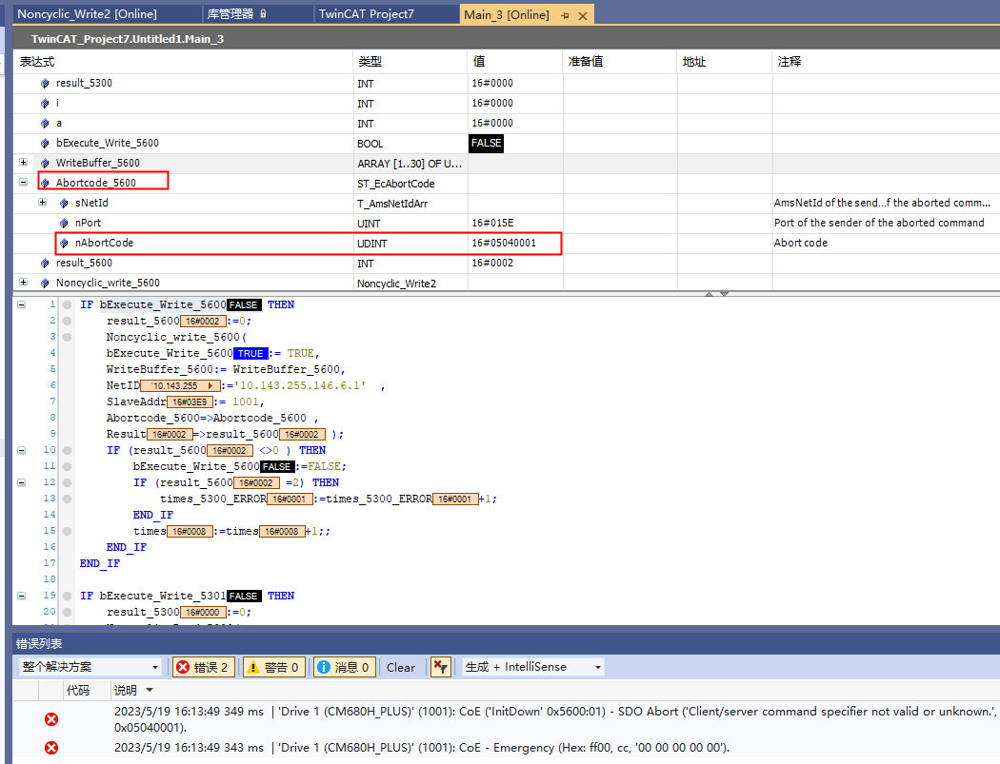 Noncyclic_Write2 [Online] 库管理器 TwinCAT Project7 Main_3 [Online]
TwinCAT_Project7.Untitled1.Main_3
表达式 类型 值 准备值 地址 注释
result_5300 INT 16#0000
i INT 16#0000
a INT 16#0000
bExecute_Write_5600 BOOL FALSE
WriteBuffer_5600 ARRAY [1..30] OF U...
Abortcode_5600 ST_EcAbortCode
sNetId T_AmsNetIdArr AmsNetId of the send...f the aborted comm...
nPort UINT 16#015E Port of the sender of the aborted command
nAbortCode UDINT 16#05040001 Abort code
result_5600 INT 16#0002
Noncyclic_write_5600 Noncyclic_Write2
1 IF bExecute_Write_5600 FALSE THEN
2 result_5600 16#0002 :=0;
3 Noncyclic_write_5600(
4 bExecute_Write_5600 TRUE := TRUE,
5 WriteBuffer_5600:= WriteBuffer_5600,
6 NetID '10.143.255 :='10.143.255.146.6.1' ,
7 SlaveAddr 16#03E9 := 1001,
8 Abortcode_5600=>Abortcode_5600 ,
9 Result 16#0002 =>result_5600 16#0002 );
10 IF (result_5600 16#0002 <>0 ) THEN
11 bExecute_Write_5600 FALSE :=FALSE;
12 IF (result_5600 16#0002 =2) THEN
13 times_5300_ERROR 16#0001 :=times_5300_ERROR 16#0001 +1;
14 END_IF
15 times 16#0008 :=times 16#0008 +1;;
16 END_IF
17 END_IF
18
19 IF bExecute_Write_5301 FALSE THEN
20 result_5300 16#0000 :=0;
错误列表
整个解决方案 错误 2 警告 0 消息 0 Clear 生成 + IntelliSense
代码 说明
2023/5/19 16:13:49 349 ms | 'Drive 1 (CM680H_PLUS)' (1001): CoE ('InitDown' 0x5600:01) - SDO Abort ('Client/server command specifier not valid or unknown.',
0x05040001).
2023/5/19 16:13:49 343 ms | 'Drive 1 (CM680H_PLUS)' (1001): CoE - Emergency (Hex: ff00, cc, '00 00 00 00 00').